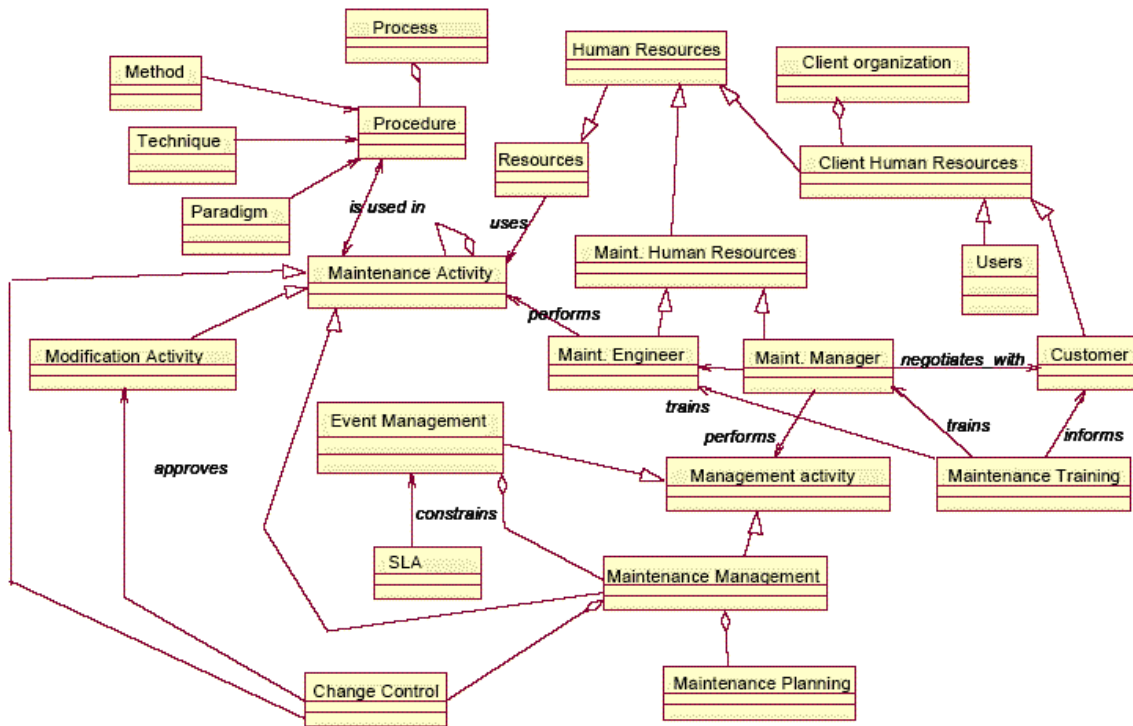 Process
Human Resources
Client organization
Method
Procedure
Technique
Resources
Client Human Resources
Paradigm
is used in
uses
Maint. Human Resources
Users
Maintenance Activity
performs
Modification Activity
Maint. Engineer
Maint. Manager
negotiates with
Customer
trains
Event Management
performs
trains
informs
approves
Management activity
Maintenance Training
constrains
SLA
Maintenance Management
Change Control
Maintenance Planning